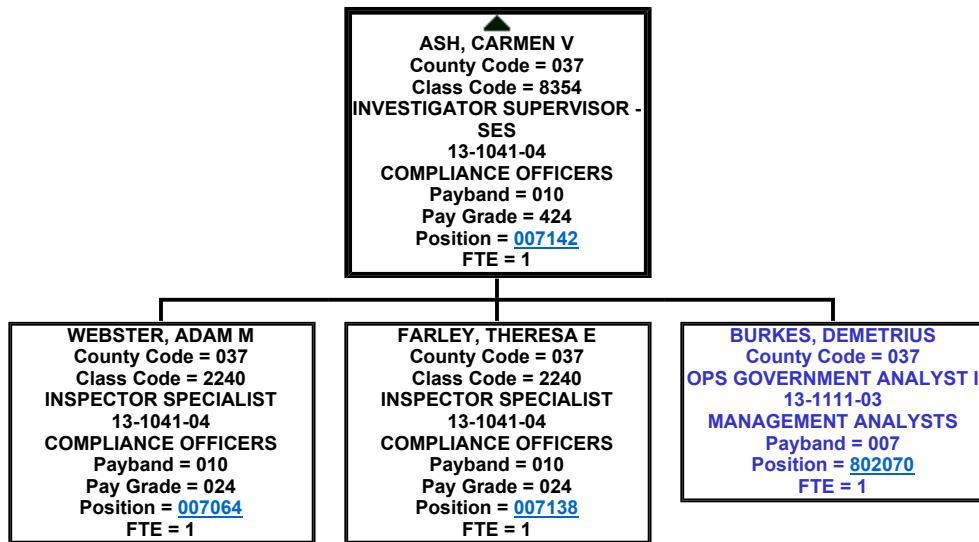 ASH, CARMEN V
County Code = 037
Class Code = 8354
INVESTIGATOR SUPERVISOR -
SES
13-1041-04
COMPLIANCE OFFICERS
Payband = 010
Pay Grade = 424
Position = 007142
FTE = 1
WEBSTER, ADAM M
County Code = 037
Class Code = 2240
INSPECTOR SPECIALIST
13-1041-04
COMPLIANCE OFFICERS
Payband = 010
Pay Grade = 024
Position = 007064
FTE = 1
FARLEY, THERESA E
County Code = 037
Class Code = 2240
INSPECTOR SPECIALIST
13-1041-04
COMPLIANCE OFFICERS
Payband = 010
Pay Grade = 024
Position = 007138
FTE = 1
BURKES, DEMETRIUS
County Code = 037
OPS GOVERNMENT ANALYST I
13-1111-03
MANAGEMENT ANALYSTS
Payband = 007
Position = 802070
FTE = 1